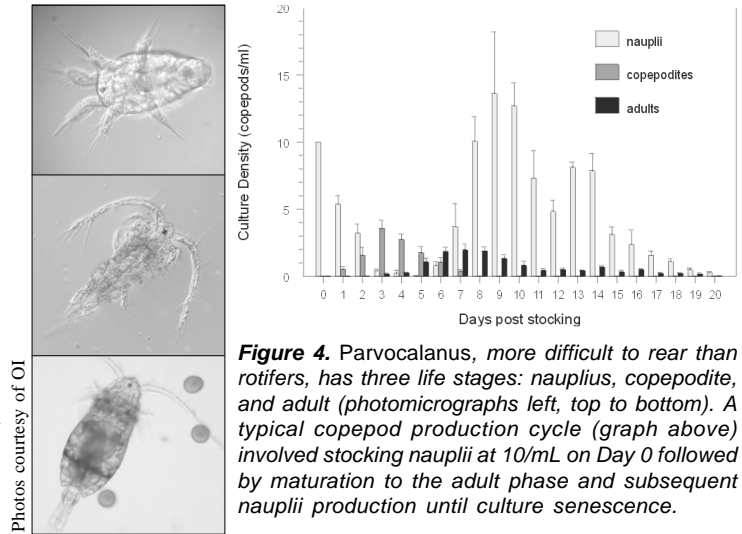 Photos courtesy of OI
Culture Density (copepods/ml)
20
15
10
5
0
nauplii
copepodites
adults
0 1 2 3 4 5 6 7 8 9 10 11 12 13 14 15 16 17 18 19 20
Days post stocking
Figure 4. Parvocalanus, more difficult to rear than
rotifers, has three life stages: nauplius, copepodite,
and adult (photomicrographs left, top to bottom). A
typical copepod production cycle (graph above)
involved stocking nauplii at 10/mL on Day 0 followed
by maturation to the adult phase and subsequent
nauplii production until culture senescence.